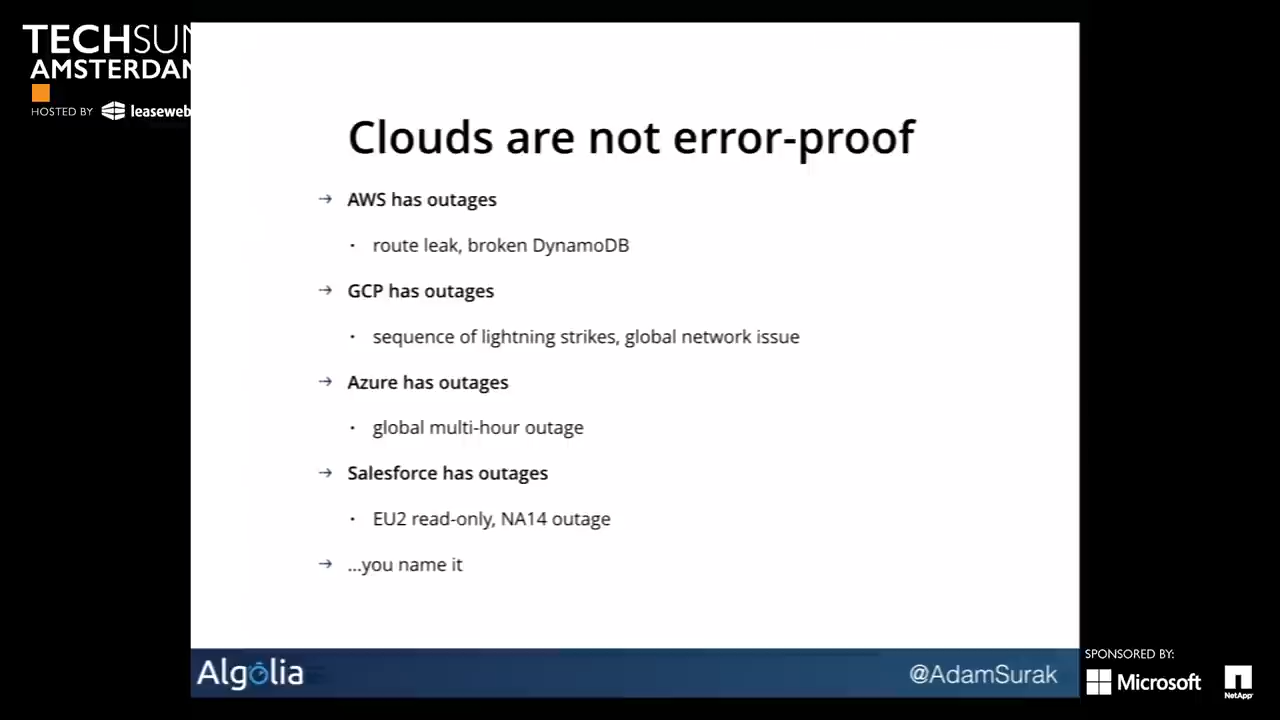 TECHSUM
AMSTERDAM
HOSTED BY leaseweb
Clouds are not error-proof
→ AWS has outages
· route leak, broken DynamoDB
→ GCP has outages
· sequence of lightning strikes, global network issue
→ Azure has outages
· global multi-hour outage
→ Salesforce has outages
· EU2 read-only, NA14 outage
→ ...you name it
Algolia
@AdamSurak
SPONSORED BY:
Microsoft
NetApp